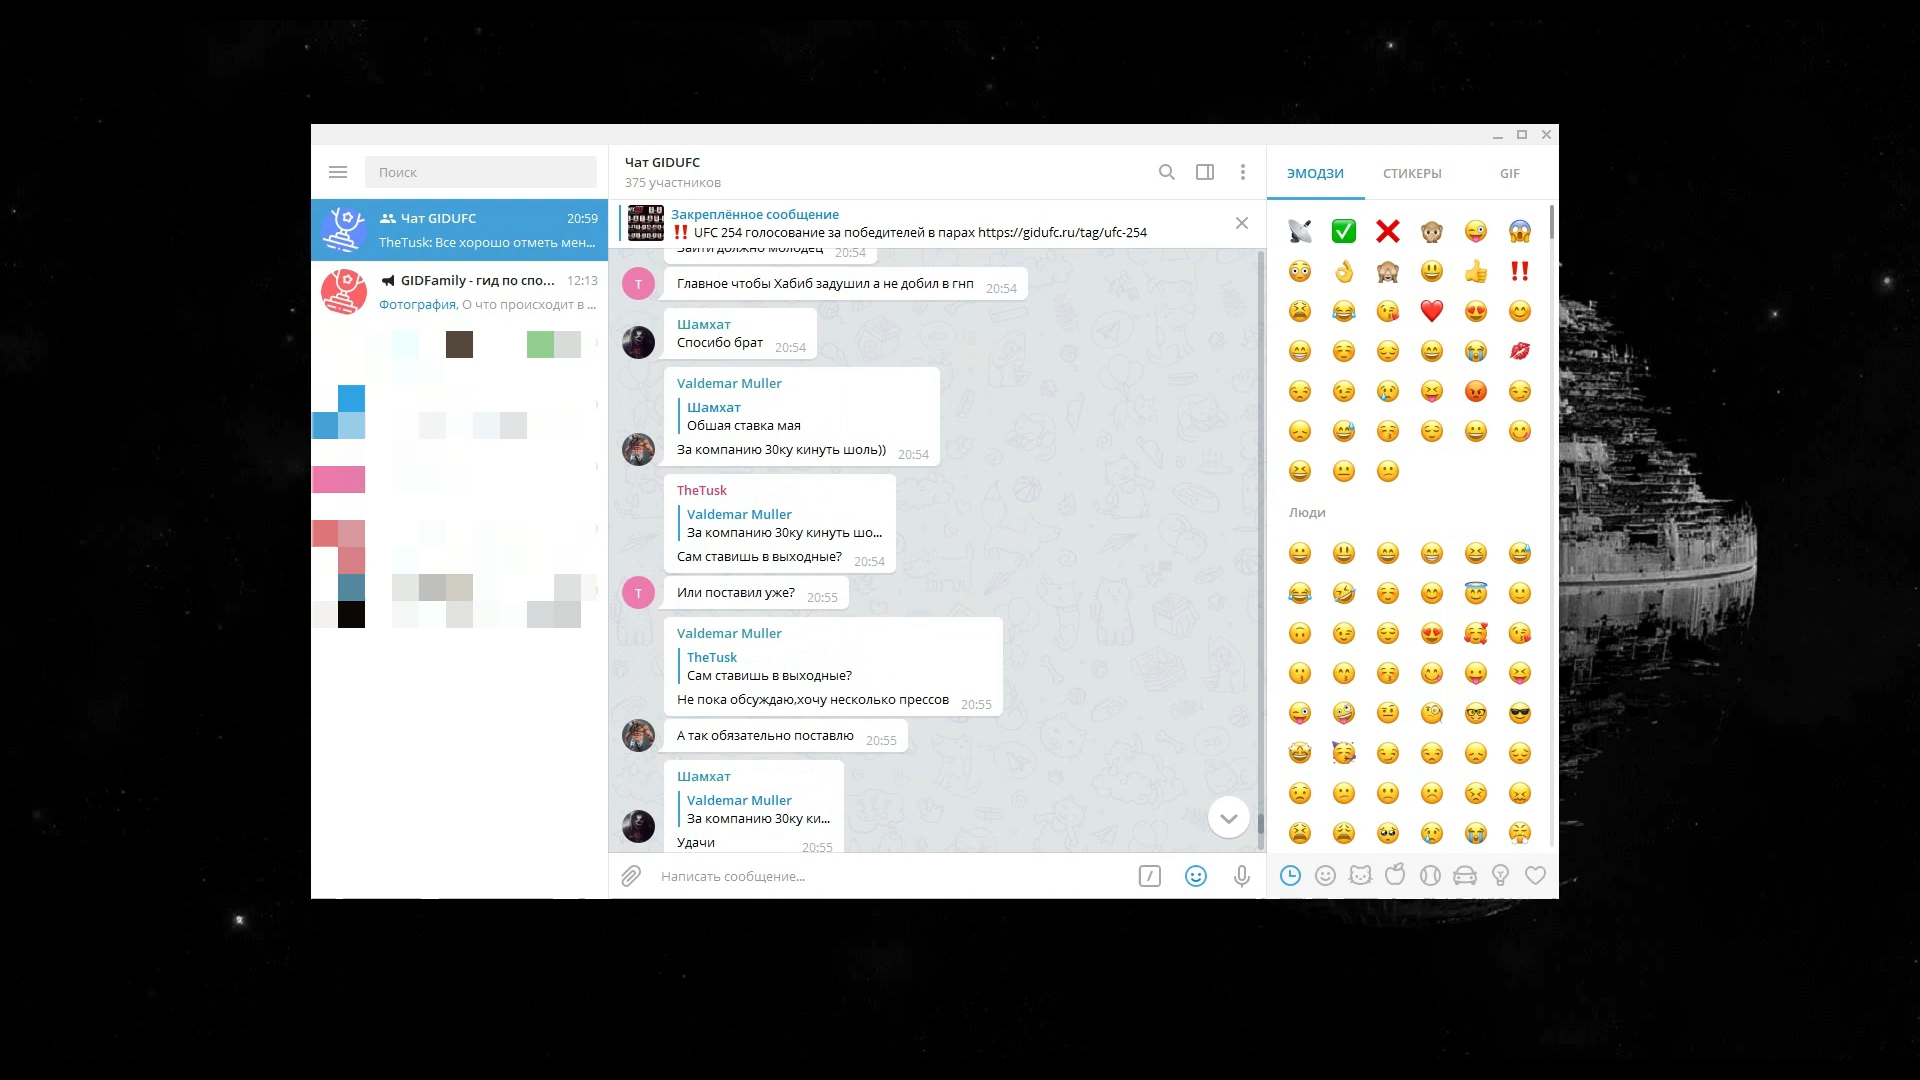 Поиск
Чат GIDUFC 20:59
TheTusk: Все хорошо отметь мен...
GIDFamily - гид по спо... 12:13
Фотография, О что происходит в ...
Чат GIDUFC
375 участников
Закреплённое сообщение
‼️ UFC 254 голосование за победителей в парах https://gidufc.ru/tag/ufc-254
Зайти должно молодец 20:54
T
Главное чтобы Хабиб задушил а не добил в гнп 20:54
Шамхат
Спосибо брат 20:54
Valdemar Muller
Шамхат
Обшая ставка мая
За компанию 30ку кинуть шоль)) 20:54
TheTusk
Valdemar Muller
За компанию 30ку кинуть шо...
Сам ставишь в выходные? 20:54
T
Или поставил уже? 20:55
Valdemar Muller
TheTusk
Сам ставишь в выходные?
Не пока обсуждаю,хочу несколько прессов 20:55
А так обязательно поставлю 20:55
Шамхат
Valdemar Muller
За компанию 30ку ки...
Удачи 20:55
Написать сообщение...
ЭМОДЗИ СТИКЕРЫ GIF
Люди